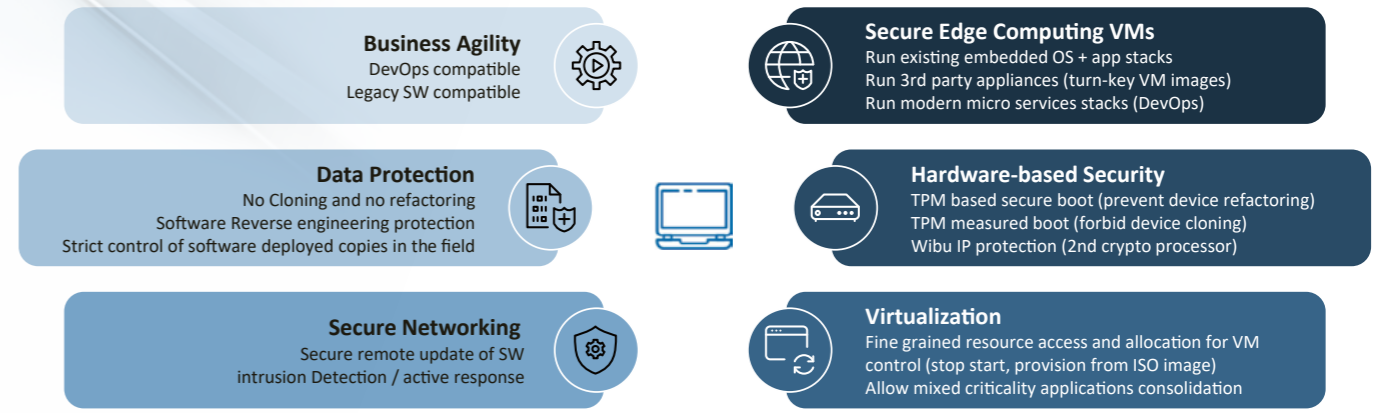 Business Agility
DevOps compatible
Legacy SW compatible
Data Protection
No Cloning and no refactoring
Software Reverse engineering protection
Strict control of software deployed copies in the field
Secure Networking
Secure remote update of SW
intrusion Detection / active response
Secure Edge Computing VMs
Run existing embedded OS + app stacks
Run 3rd party appliances (turn-key VM images)
Run modern micro services stacks (DevOps)
Hardware-based Security
TPM based secure boot (prevent device refactoring)
TPM measured boot (forbid device cloning)
Wibu IP protection (2nd crypto processor)
Virtualization
Fine grained resource access and allocation for VM
control (stop start, provision from ISO image)
Allow mixed criticality applications consolidation